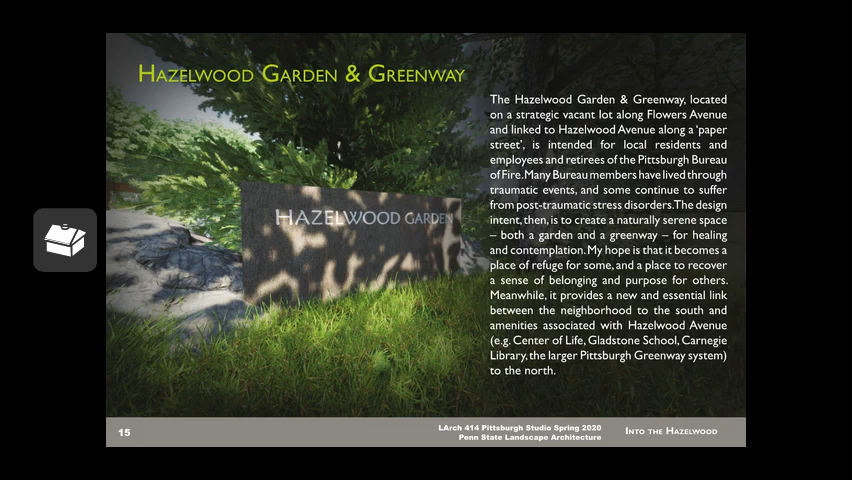 HAZELWOOD GARDEN & GREENWAY
HAZELWOOD GARDEN
The Hazelwood Garden & Greenway, located
on a strategic vacant lot along Flowers Avenue
and linked to Hazelwood Avenue along a ‘paper
street’, is intended for local residents and
employees and retirees of the Pittsburgh Bureau
of Fire. Many Bureau members have lived through
traumatic events, and some continue to suffer
from post-traumatic stress disorders. The design
intent, then, is to create a naturally serene space
– both a garden and a greenway – for healing
and contemplation. My hope is that it becomes a
place of refuge for some, and a place to recover
a sense of belonging and purpose for others.
Meanwhile, it provides a new and essential link
between the neighborhood to the south and
amenities associated with Hazelwood Avenue
(e.g. Center of Life, Gladstone School, Carnegie
Library, the larger Pittsburgh Greenway system)
to the north.
15
LArch 414 Pittsburgh Studio Spring 2020
Penn State Landscape Architecture
INTO THE HAZELWOOD